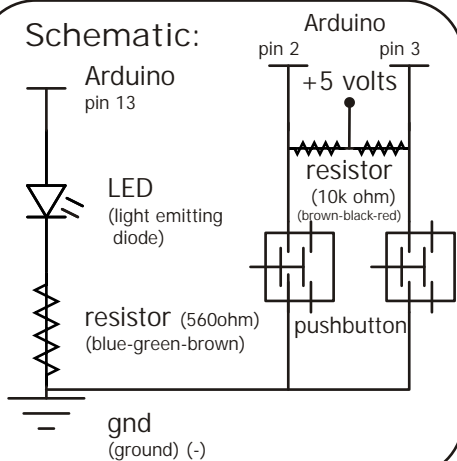 Schematic:
Arduino
pin 13
LED
(light emitting
diode)
resistor (560ohm)
(blue-green-brown)
gnd
(ground) (-)
Arduino
pin 2
pin 3
+5 volts
resistor
(10k ohm)
(brown-black-red)
pushbutton